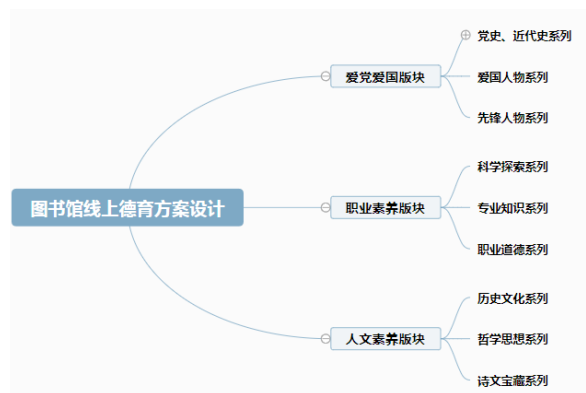 党史、近代史系列
爱党爱国版块
爱国人物系列
先锋人物系列
科学探索系列
图书馆线上德育方案设计
职业素养版块
专业知识系列
职业道德系列
历史文化系列
人文素养版块
哲学思想系列
诗文宝藏系列